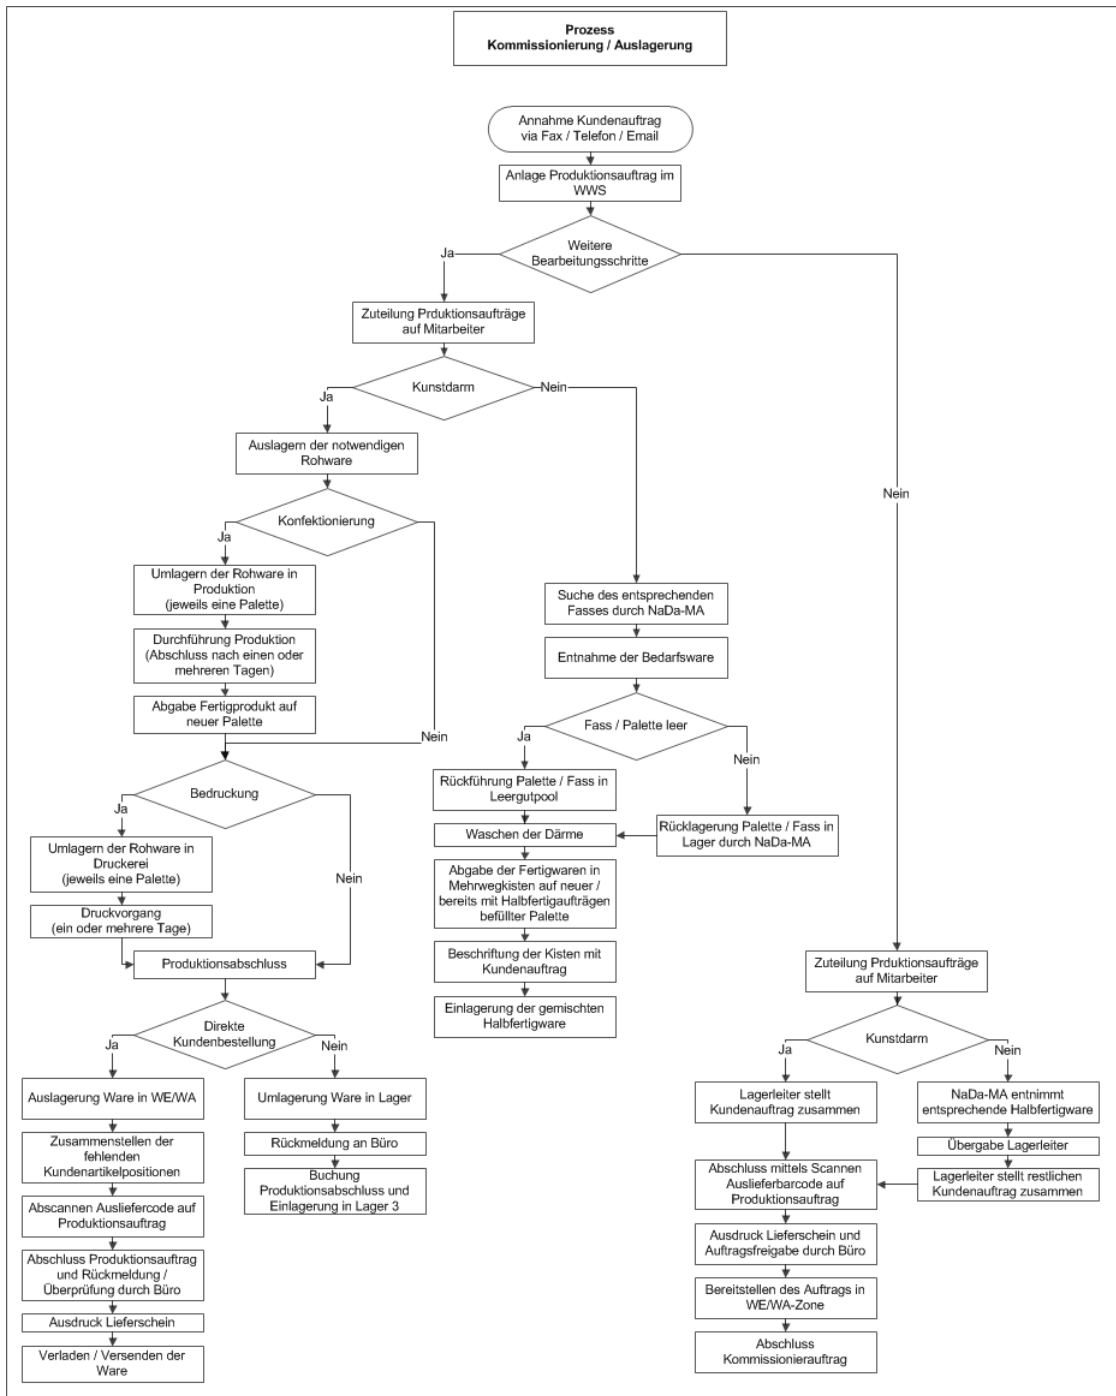 Prozess
Kommissionierung / Auslagerung
Annahme Kundenauftrag
via Fax / Telefon / Email
Anlage Produktionsauftrag im
WWS
Weitere
Bearbeitungsschritte
Ja
Nein
Zuteilung Prduktionsaufträge
auf Mitarbeiter
Kunstdarm
Ja
Nein
Auslagern der notwendigen
Rohware
Konfektionierung
Ja
Nein
Umlagern der Rohware in
Produktion
(jeweils eine Palette)
Durchführung Produktion
(Abschluss nach einen oder
mehreren Tagen)
Abgabe Fertigprodukt auf
neuer Palette
Bedruckung
Ja
Nein
Umlagern der Rohware in
Druckerei
(jeweils eine Palette)
Druckvorgang
(ein oder mehrere Tage)
Produktionsabschluss
Direkte
Kundenbestellung
Ja
Nein
Auslagerung Ware in WE/WA
Zusammenstellen der
fehlenden
Kundenartikelpositionen
Abscannen Ausliefercode auf
Produktionsauftrag
Abschluss Produktionsauftrag
und Rückmeldung /
Überprüfung durch Büro
Ausdruck Lieferschein
Verladen / Versenden der
Ware
Umlagerung Ware in Lager
Rückmeldung an Büro
Buchung
Produktionsabschluss und
Einlagerung in Lager 3
Suche des entsprechenden
Fasses durch NaDa-MA
Entnahme der Bedarfsware
Fass / Palette leer
Ja
Nein
Rückführung Palette / Fass in
Leergutpool
Rücklagerung Palette / Fass in
Lager durch NaDa-MA
Waschen der Därme
Abgabe der Fertigwaren in
Mehrwegkisten auf neuer /
bereits mit Halbfertigaufträgen
befüllter Palette
Beschriftung der Kisten mit
Kundenauftrag
Einlagerung der gemischten
Halbfertigware
Zuteilung Prduktionsaufträge
auf Mitarbeiter
Kunstdarm
Ja
Nein
Lagerleiter stellt
Kundenauftrag zusammen
NaDa-MA entnimmt
entsprechende Halbfertigware
Übergabe Lagerleiter
Lagerleiter stellt restlichen
Kundenauftrag zusammen
Abschluss mittels Scannen
Auslieferbarcode auf
Produktionsauftrag
Ausdruck Lieferschein und
Auftragsfreigabe durch Büro
Bereitstellen des Auftrags in
WE/WA-Zone
Abschluss
Kommissionierauftrag